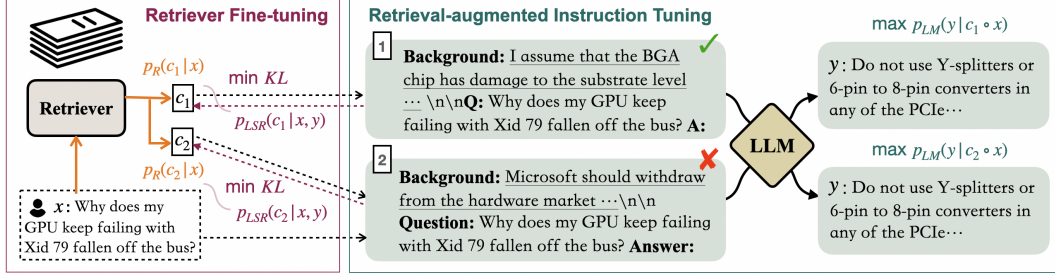 Retriever Fine-tuning
Retriever
p_R(c_1|x)
min KL
c_1
p_LSR(c_1|x,y)
c_2
p_R(c_2|x)
min KL
p_LSR(c_2|x,y)
x: Why does my
GPU keep failing with
Xid 79 fallen off the bus?
Retrieval-augmented Instruction Tuning
1
Background: I assume that the BGA
chip has damage to the substrate level
⋯ \n\nQ: Why does my GPU keep
failing with Xid 79 fallen off the bus? A:
2
Background: Microsoft should withdraw
from the hardware market ⋯\n\n
Question: Why does my GPU keep failing
with Xid 79 fallen off the bus? Answer:
LLM
max p_LM(y|c_1∘x)
y: Do not use Y-splitters or
6-pin to 8-pin converters in
any of the PCIe⋯
max p_LM(y|c_2∘x)
y: Do not use Y-splitters or
6-pin to 8-pin converters in
any of the PCIe⋯